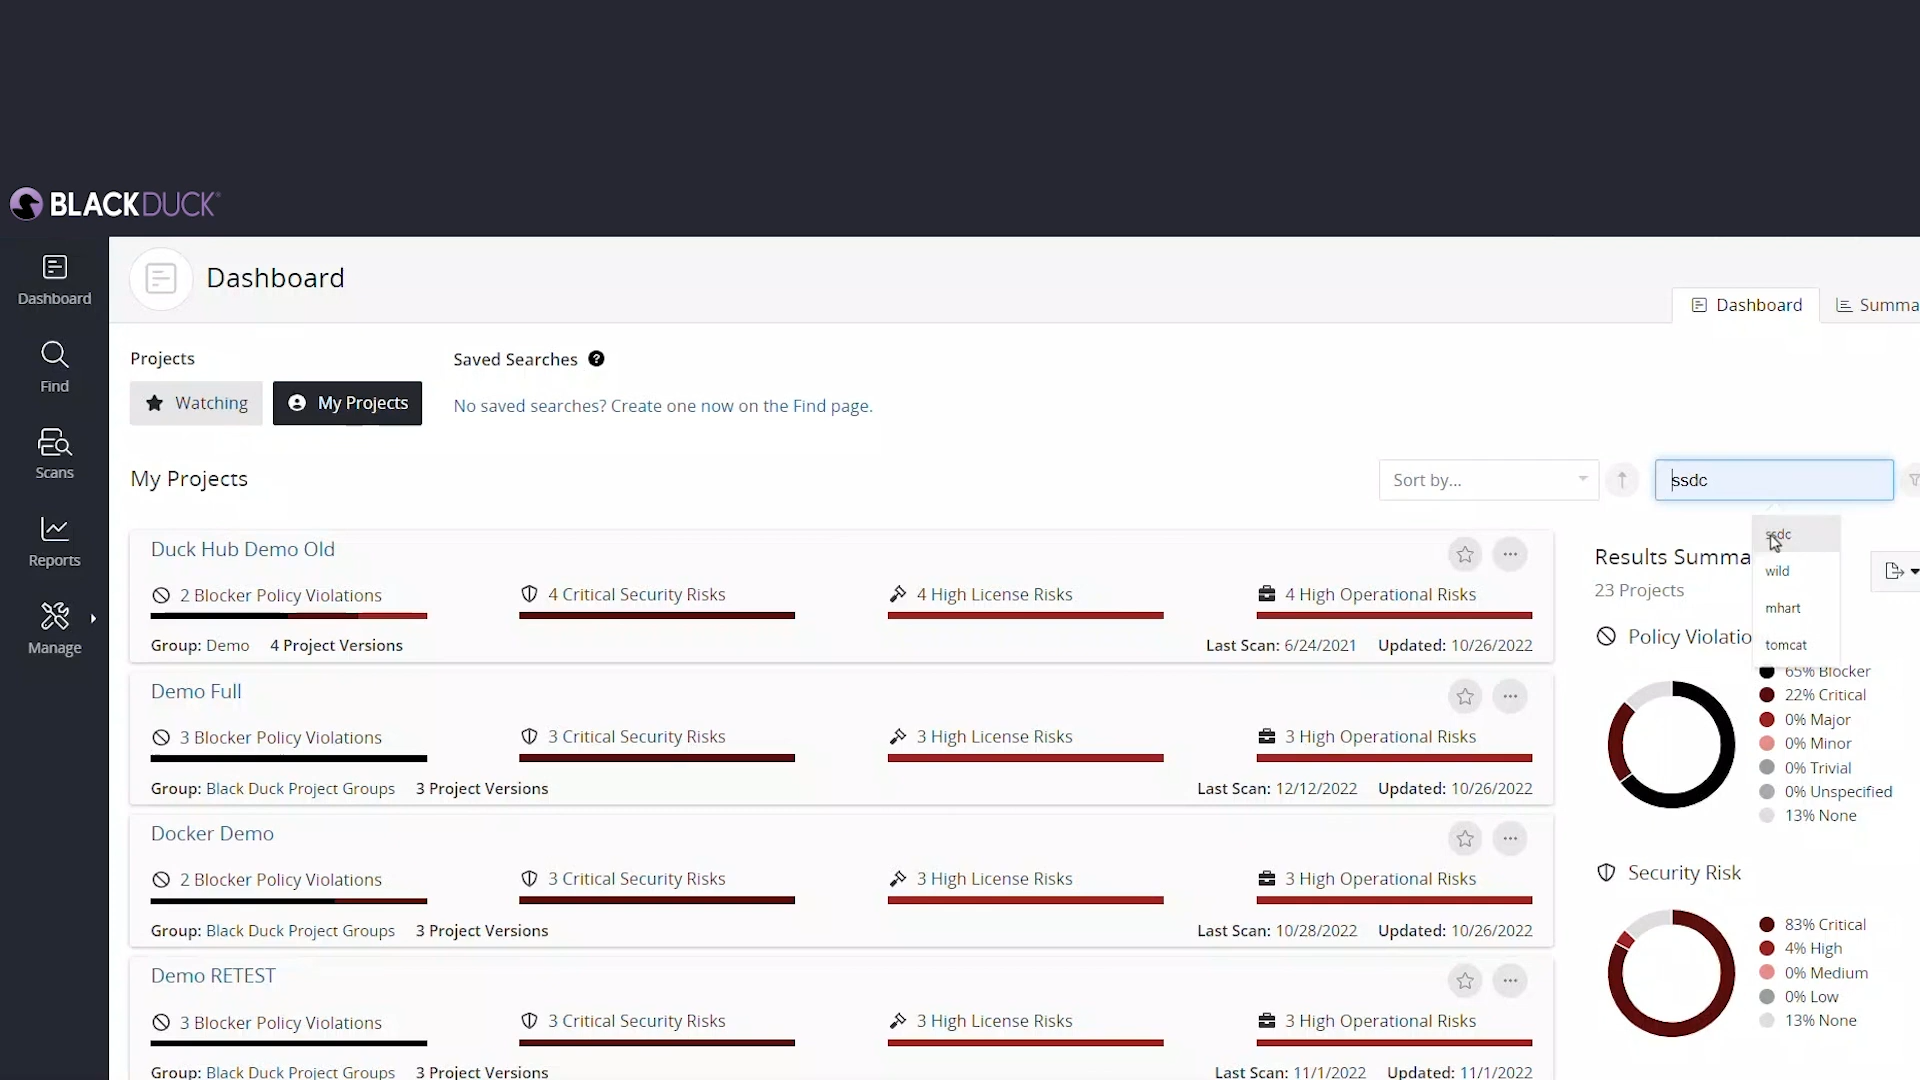 BLACKDUCK®
Dashboard
Find
Scans
Reports
Manage
Dashboard
Dashboard
Summa
Projects
Watching
My Projects
Saved Searches ?
No saved searches? Create one now on the Find page.
My Projects
Sort by...
ssdc
ssdc
wild
mhart
tomcat
Duck Hub Demo Old
2 Blocker Policy Violations
4 Critical Security Risks
4 High License Risks
4 High Operational Risks
Group: Demo 4 Project Versions
Last Scan: 6/24/2021 Updated: 10/26/2022
Demo Full
3 Blocker Policy Violations
3 Critical Security Risks
3 High License Risks
3 High Operational Risks
Group: Black Duck Project Groups 3 Project Versions
Last Scan: 12/12/2022 Updated: 10/26/2022
Docker Demo
2 Blocker Policy Violations
3 Critical Security Risks
3 High License Risks
3 High Operational Risks
Group: Black Duck Project Groups 3 Project Versions
Last Scan: 10/28/2022 Updated: 10/26/2022
Demo RETEST
3 Blocker Policy Violations
3 Critical Security Risks
3 High License Risks
3 High Operational Risks
Group: Black Duck Project Groups 3 Project Versions
Last Scan: 11/1/2022 Updated: 11/1/2022
Results Summa
23 Projects
Policy Violatio
65% Blocker
22% Critical
0% Major
0% Minor
0% Trivial
0% Unspecified
13% None
Security Risk
83% Critical
4% High
0% Medium
0% Low
13% None